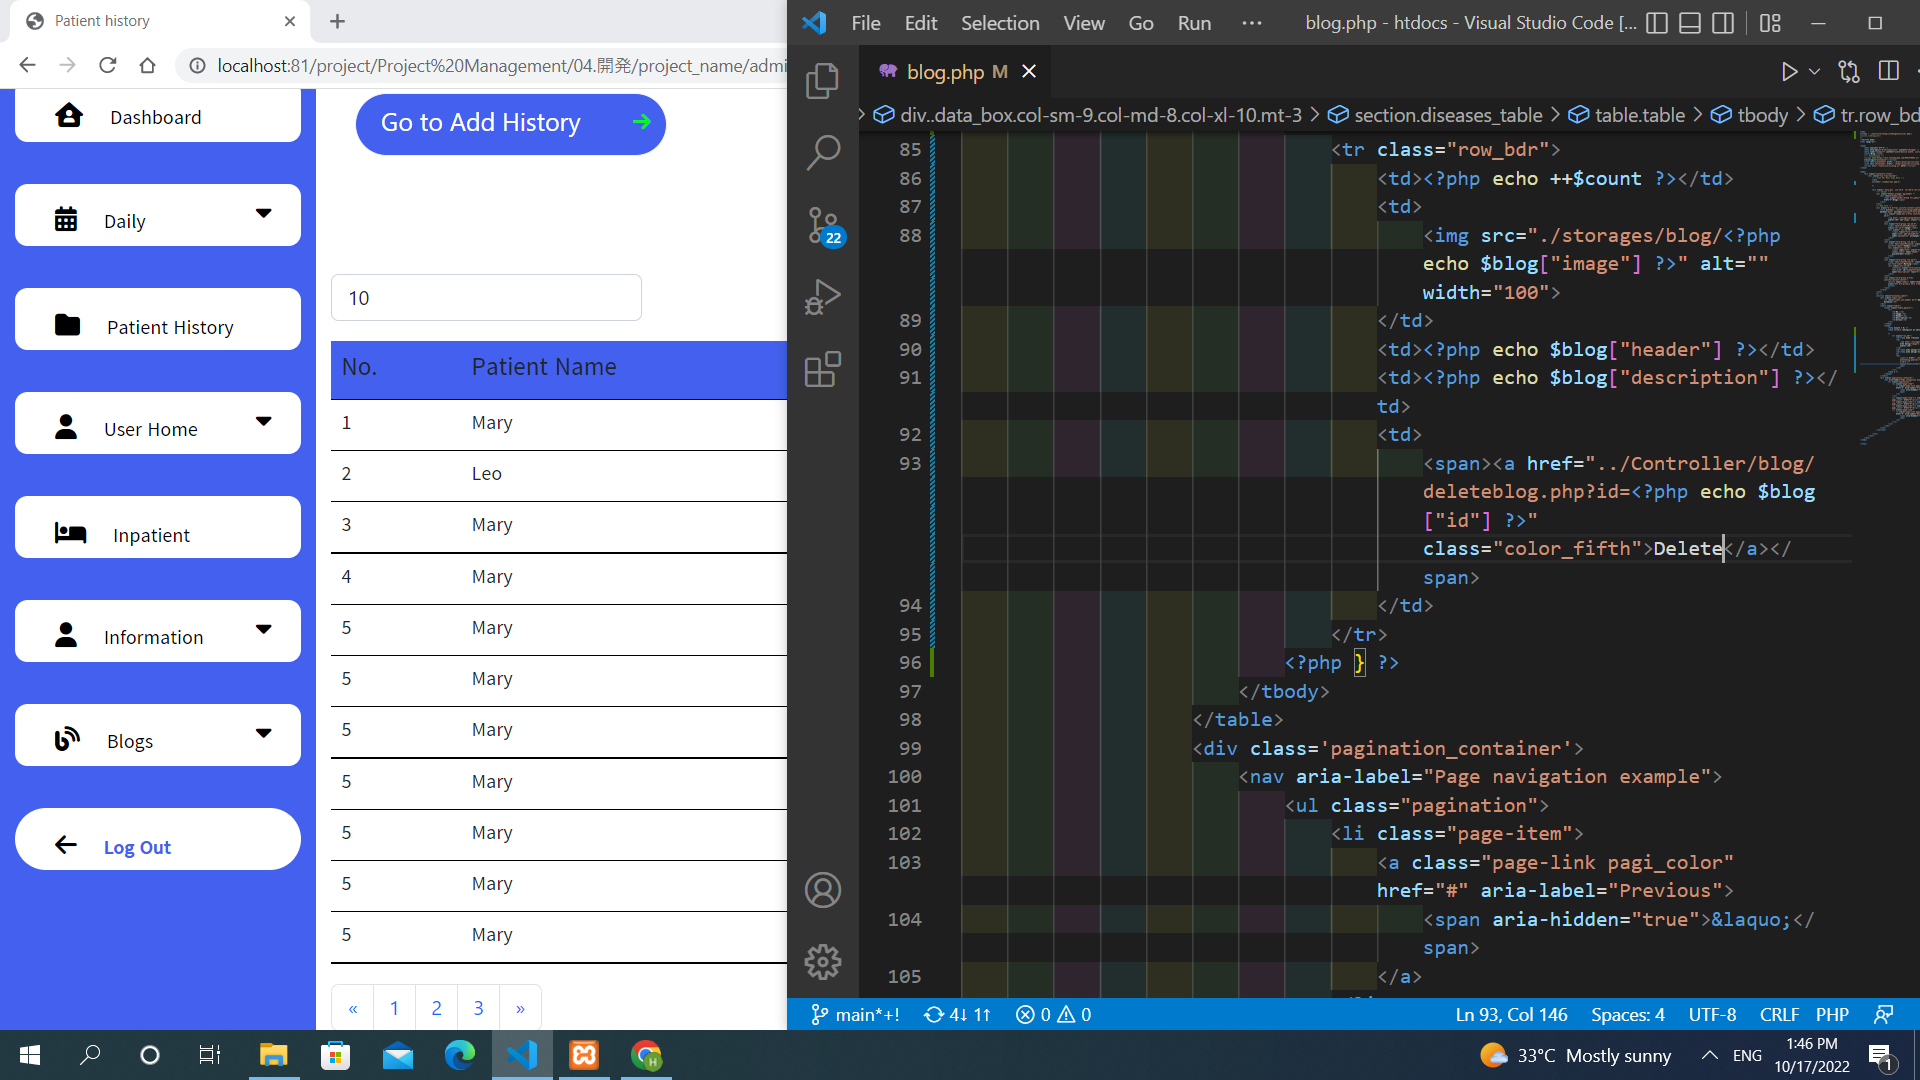 Patient history
localhost:81/project/Project%20Management/04.開発/project_name/admi
Dashboard
Daily
Patient History
User Home
Inpatient
Information
Blogs
Log Out
Go to Add History
10
No. Patient Name
1 Mary
2 Leo
3 Mary
4 Mary
5 Mary
5 Mary
5 Mary
5 Mary
5 Mary
5 Mary
5 Mary
« 1 2 3 »
File Edit Selection View Go Run ··· blog.php - htdocs - Visual Studio Code [...
blog.php M
div..data_box.col-sm-9.col-md-8.col-xl-10.mt-3 > section.diseases_table > table.table > tbody > tr.row_bd
22
85 <tr class="row_bdr">
86 <td><?php echo ++$count ?></td>
87 <td>
88 <img src="./storages/blog/<?php
echo $blog["image"] ?>" alt=""
width="100">
89 </td>
90 <td><?php echo $blog["header"] ?></td>
91 <td><?php echo $blog["description"] ?></
td>
92 <td>
93 <span><a href="../Controller/blog/
deleteblog.php?id=<?php echo $blog
["id"] ?>"
class="color_fifth">Delete</a></
span>
94 </td>
95 </tr>
96 <?php } ?>
97 </tbody>
98 </table>
99 <div class='pagination_container'>
100 <nav aria-label="Page navigation example">
101 <ul class="pagination">
102 <li class="page-item">
103 <a class="page-link pagi_color"
href="#" aria-label="Previous">
104 <span aria-hidden="true">&laquo;</
span>
105 </a>
main*+! 4↓ 1↑ 0 0 Ln 93, Col 146 Spaces: 4 UTF-8 CRLF PHP
H
33°C Mostly sunny ENG 1:46 PM
10/17/2022
1